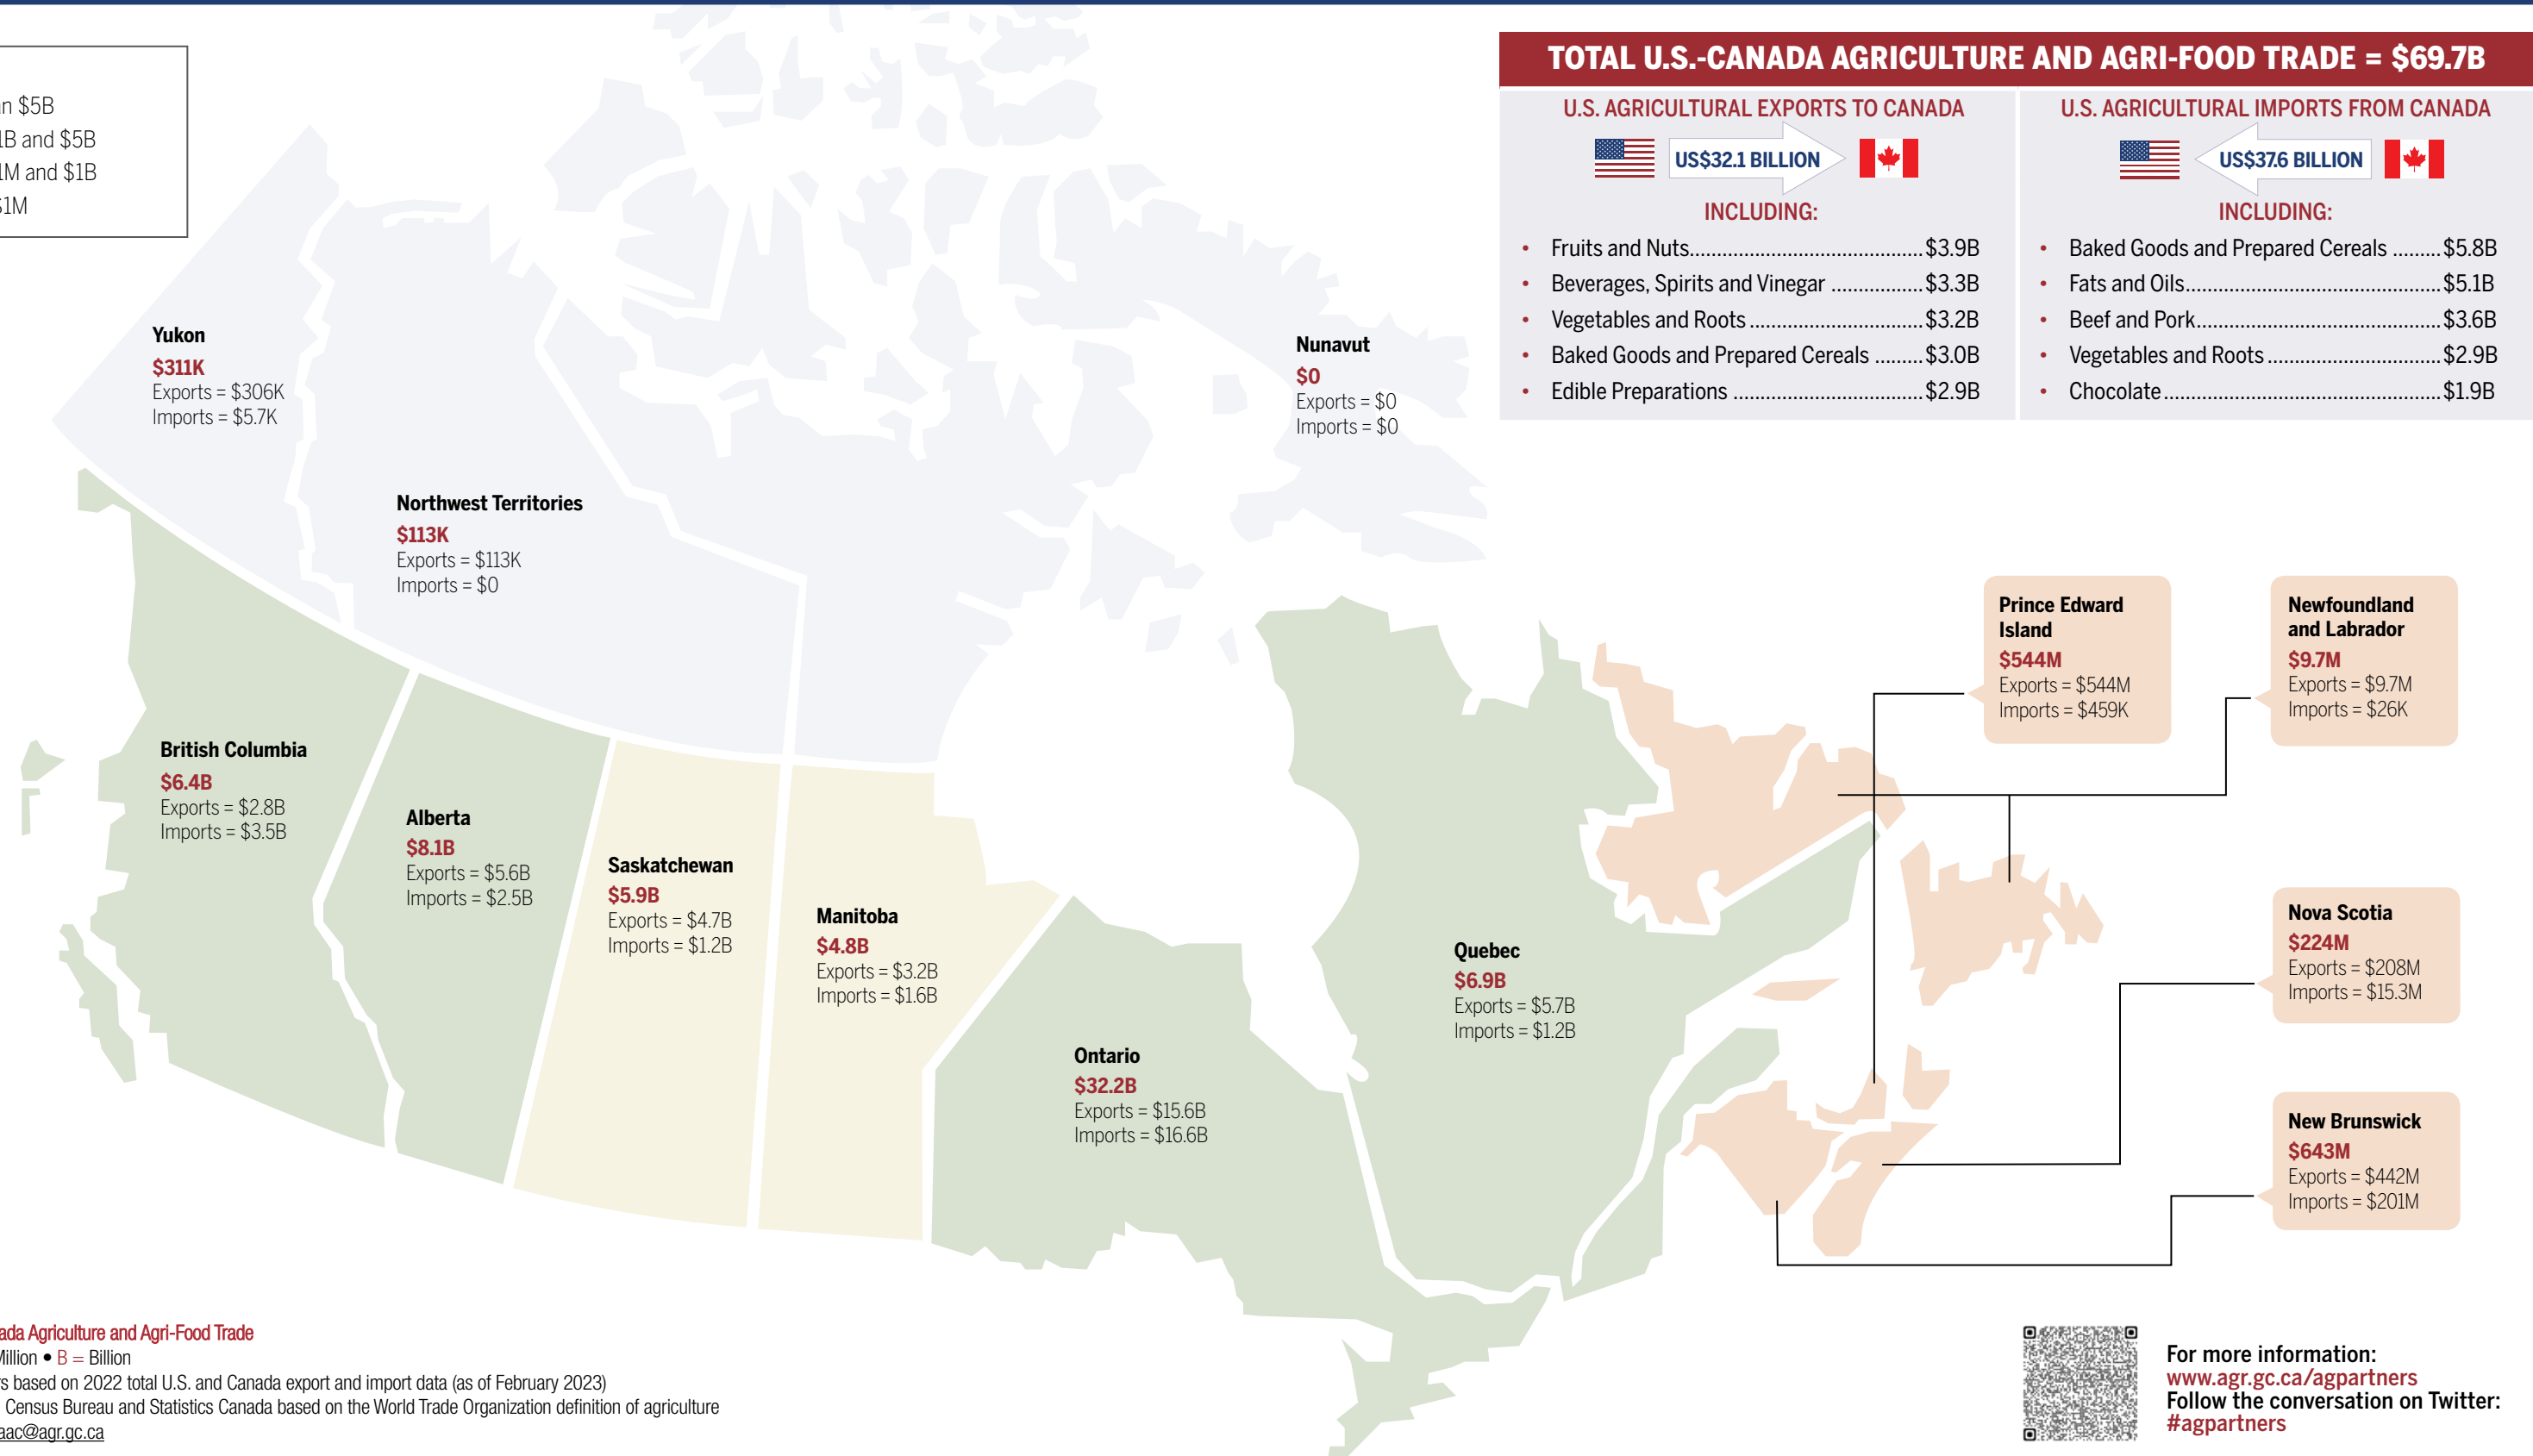 n $5B
1B and $5B
1M and $1B
$1M
TOTAL U.S.-CANADA AGRICULTURE AND AGRI-FOOD TRADE = $69.7B
U.S. AGRICULTURAL EXPORTS TO CANADA
US$32.1 BILLION
INCLUDING:
• Fruits and Nuts $3.9B
• Beverages, Spirits and Vinegar $3.3B
• Vegetables and Roots $3.2B
• Baked Goods and Prepared Cereals $3.0B
• Edible Preparations $2.9B
U.S. AGRICULTURAL IMPORTS FROM CANADA
US$37.6 BILLION
INCLUDING:
• Baked Goods and Prepared Cereals $5.8B
• Fats and Oils $5.1B
• Beef and Pork $3.6B
• Vegetables and Roots $2.9B
• Chocolate $1.9B
Yukon
$311K
Exports = $306K
Imports = $5.7K
Northwest Territories
$113K
Exports = $113K
Imports = $0
Nunavut
$0
Exports = $0
Imports = $0
British Columbia
$6.4B
Exports = $2.8B
Imports = $3.5B
Alberta
$8.1B
Exports = $5.6B
Imports = $2.5B
Saskatchewan
$5.9B
Exports = $4.7B
Imports = $1.2B
Manitoba
$4.8B
Exports = $3.2B
Imports = $1.6B
Ontario
$32.2B
Exports = $15.6B
Imports = $16.6B
Quebec
$6.9B
Exports = $5.7B
Imports = $1.2B
Prince Edward
Island
$544M
Exports = $544M
Imports = $459K
Newfoundland
and Labrador
$9.7M
Exports = $9.7M
Imports = $26K
Nova Scotia
$224M
Exports = $208M
Imports = $15.3M
New Brunswick
$643M
Exports = $442M
Imports = $201M
ada Agriculture and Agri-Food Trade
Million • B = Billion
rs based on 2022 total U.S. and Canada export and import data (as of February 2023)
Census Bureau and Statistics Canada based on the World Trade Organization definition of agriculture
aac@agr.gc.ca
For more information:
www.agr.gc.ca/agpartners
Follow the conversation on Twitter:
#agpartners